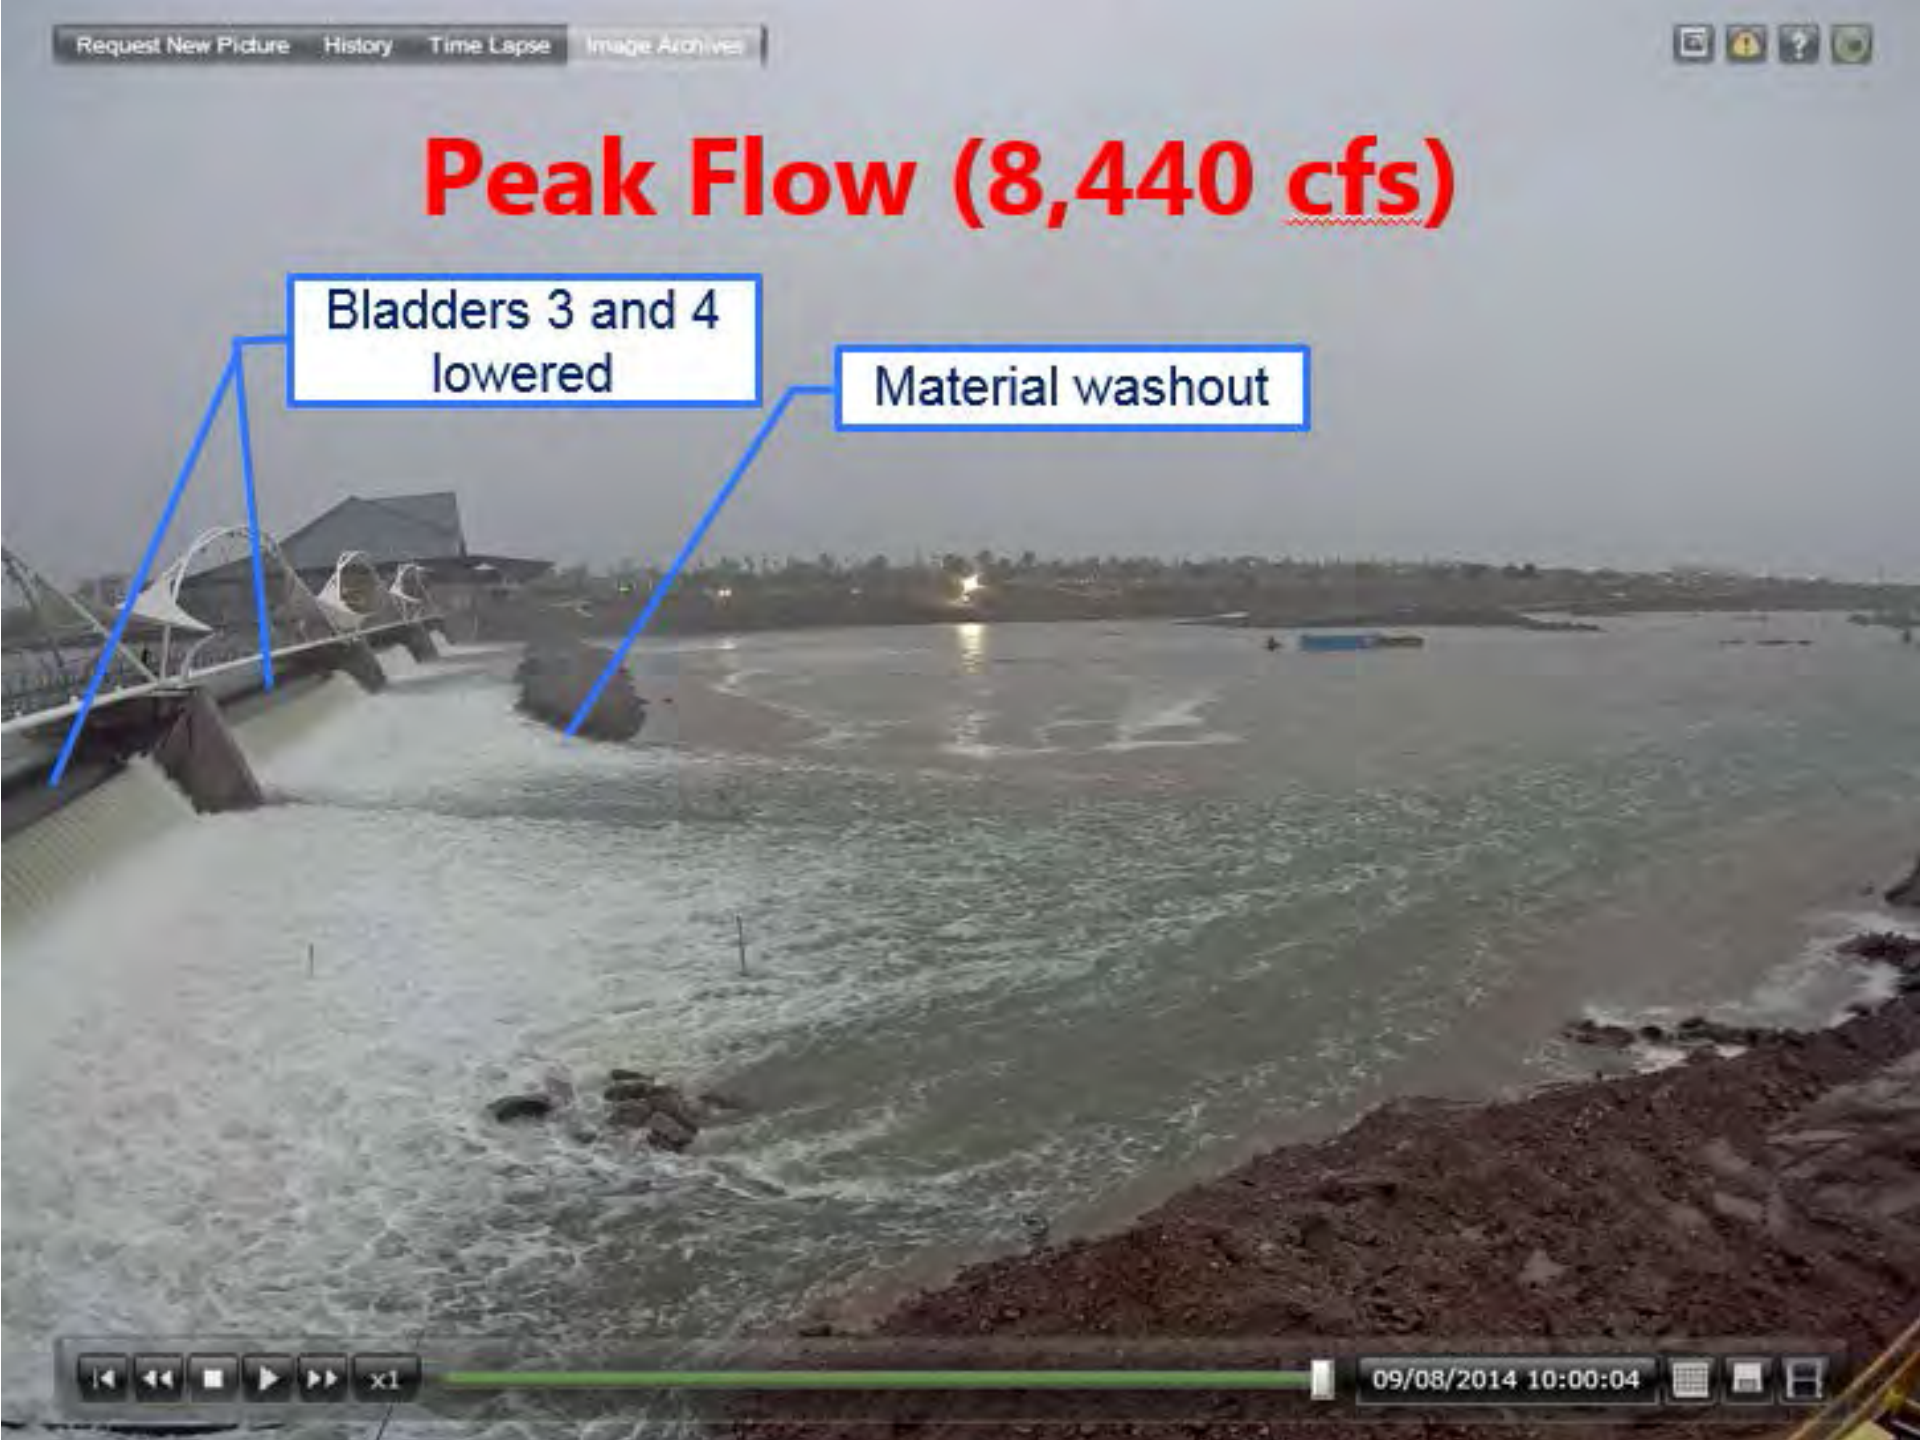 Request New Picture History Time Lapse Image Archives
?
Peak Flow (8,440 cfs)
Bladders 3 and 4
lowered
Material washout
x1
09/08/2014 10:00:04